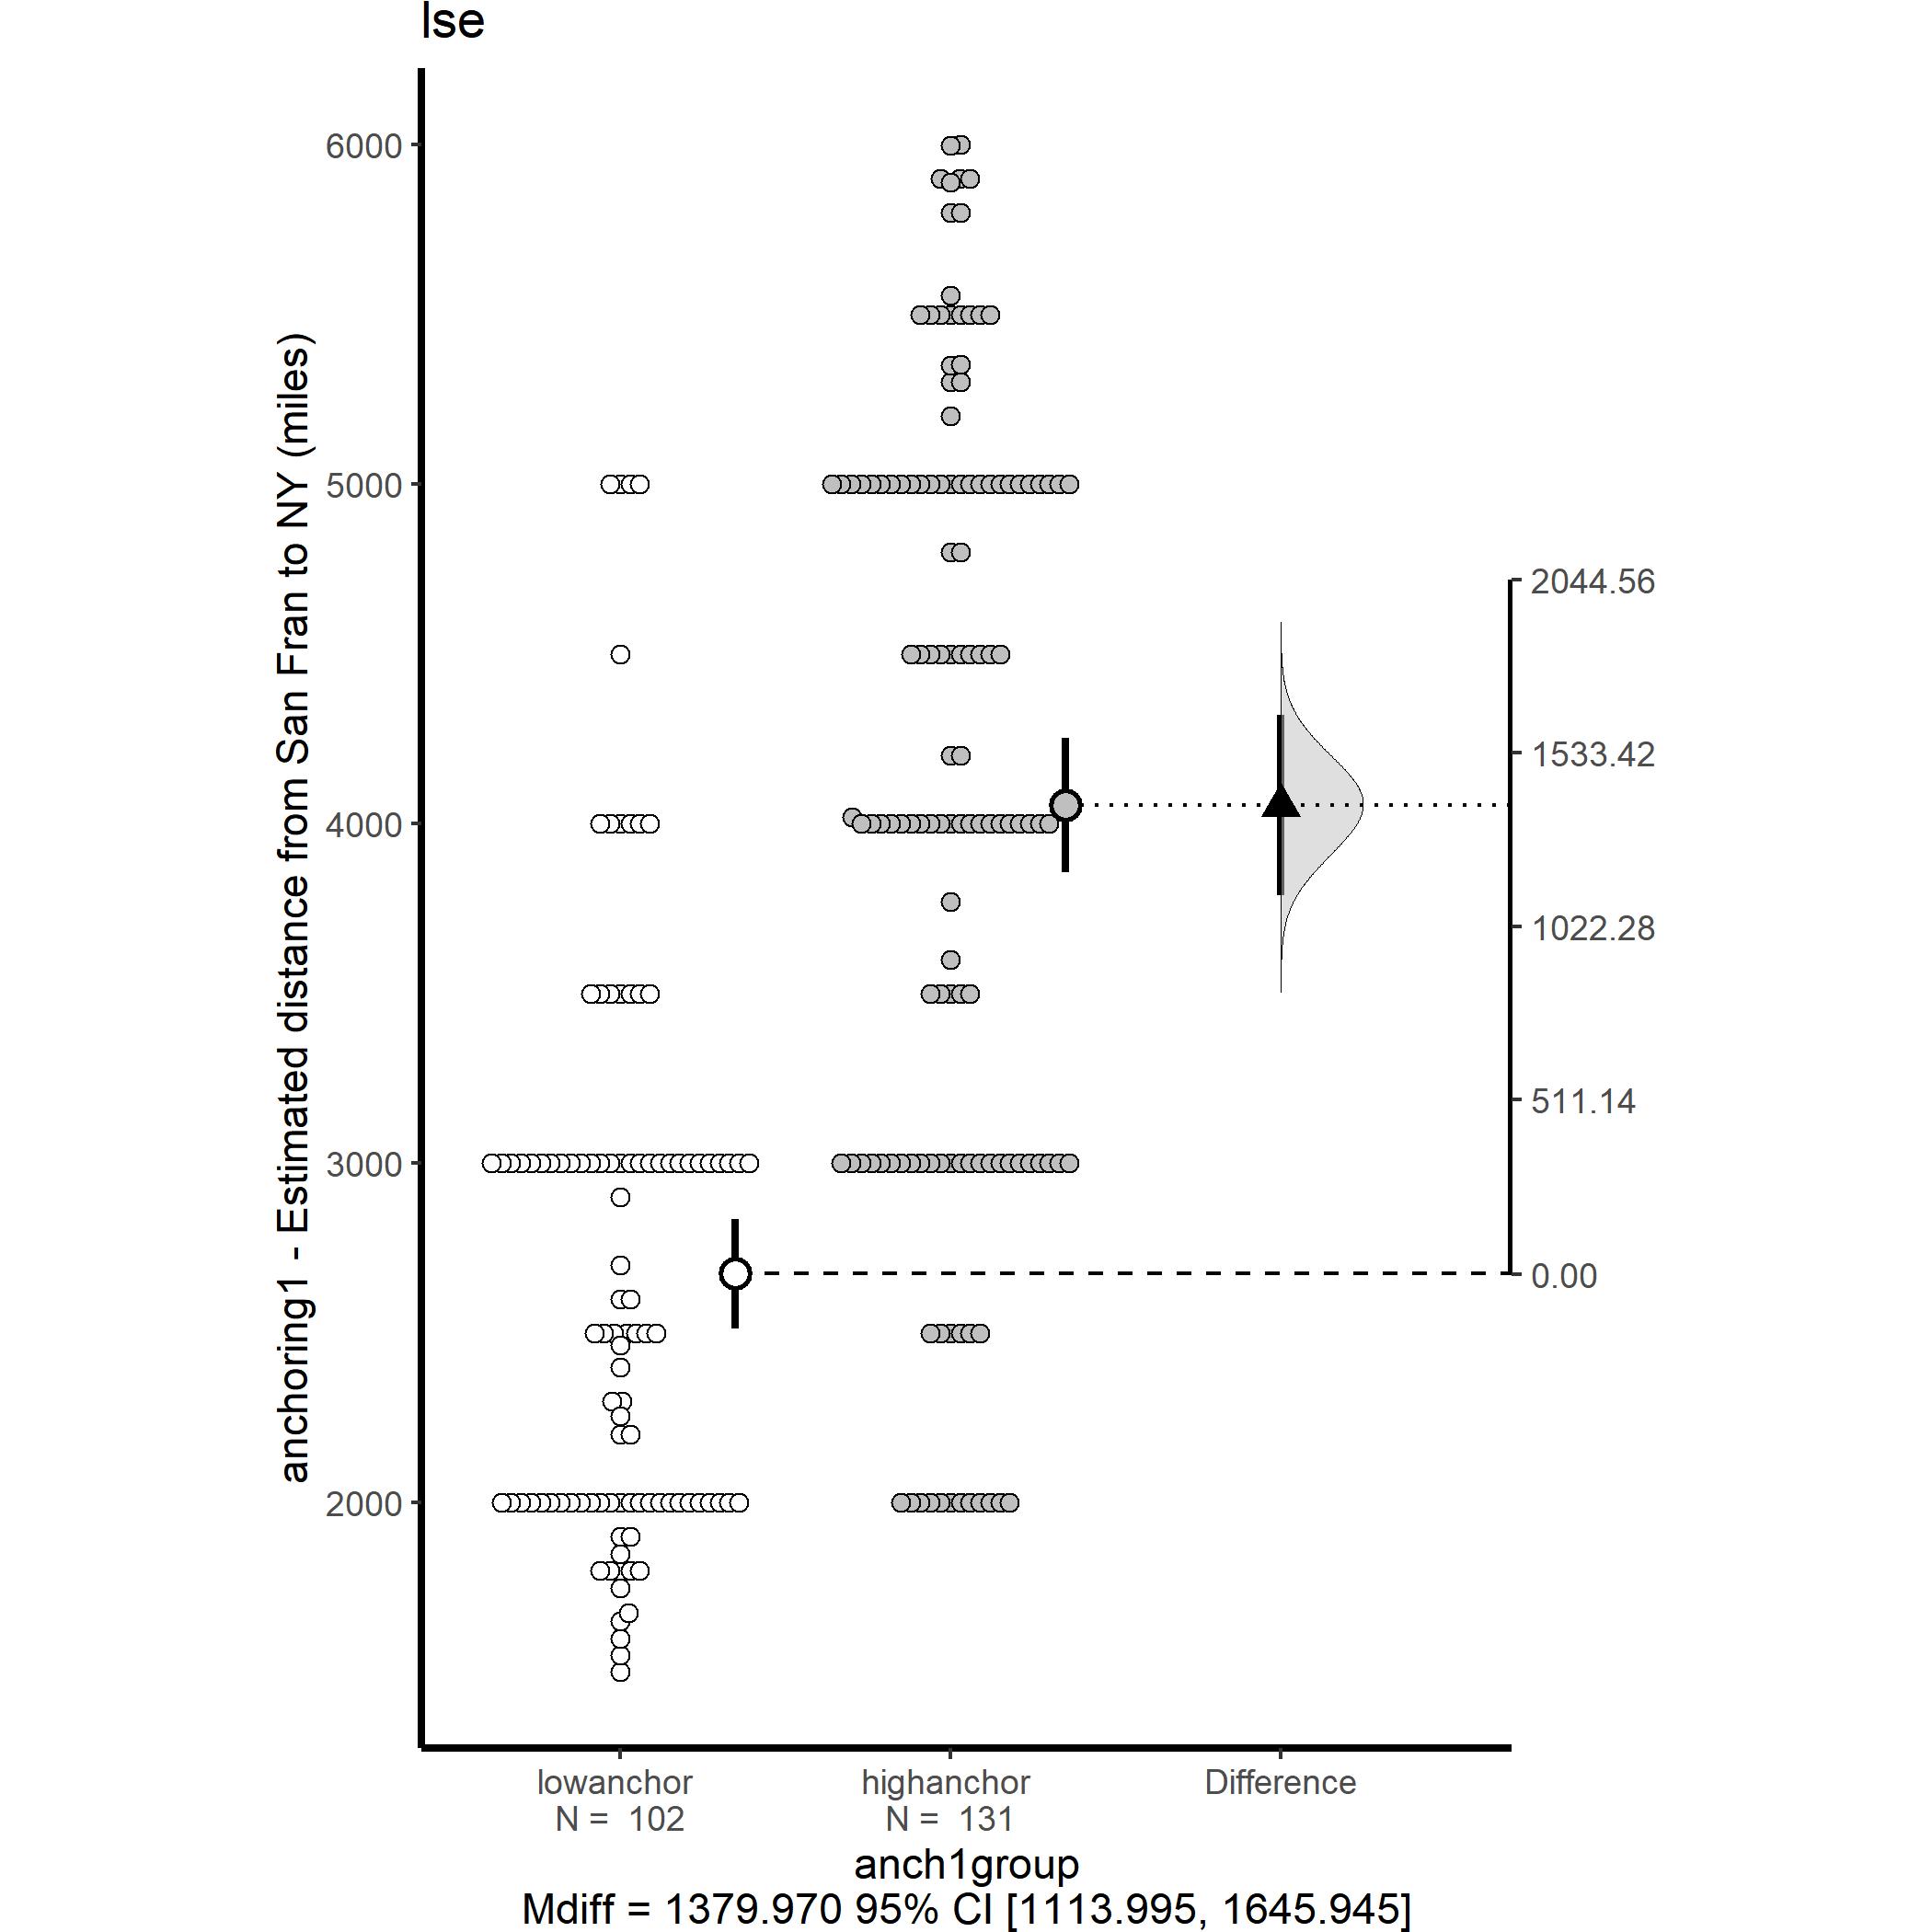 lse
anchoring1 - Estimated distance from San Fran to NY (miles)
6000
5000
4000
3000
2000
2044.56
1533.42
1022.28
511.14
0.00
lowanchor
N = 102
highanchor
N = 131
Difference
anch1group
Mdiff = 1379.970 95% CI [1113.995, 1645.945]